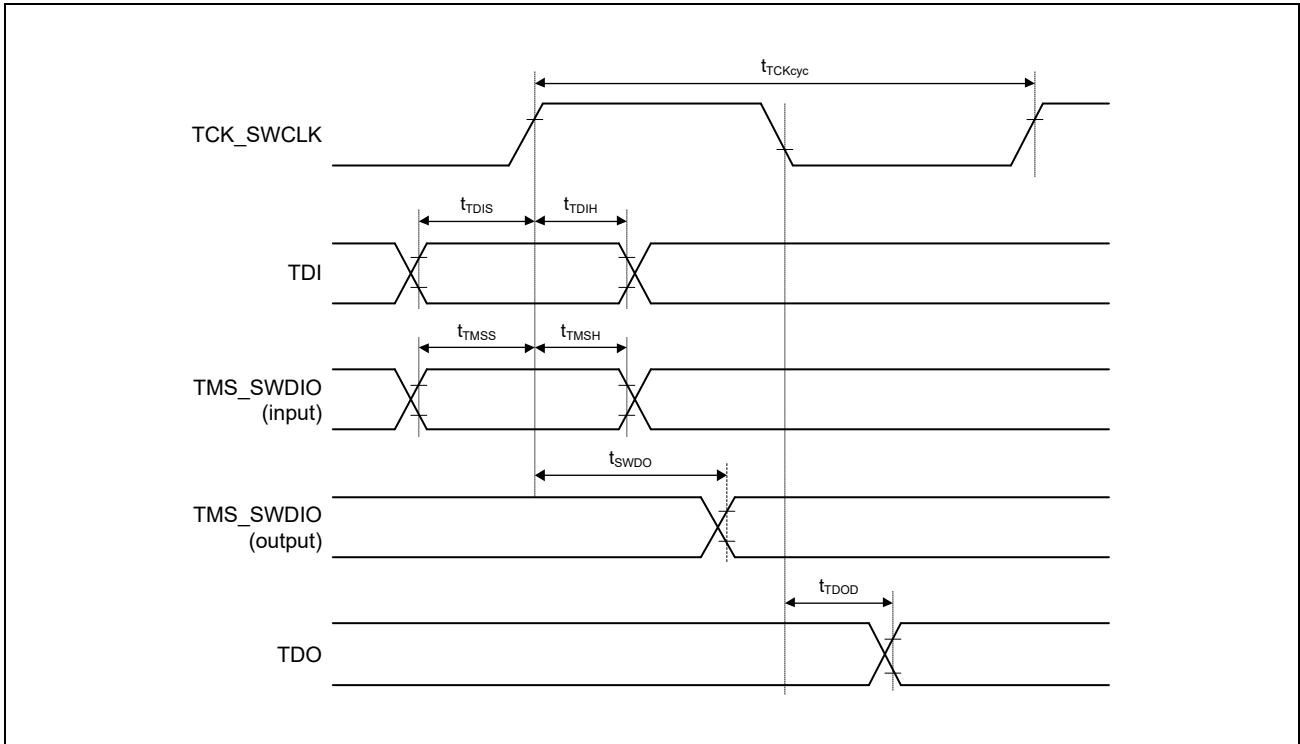 tTCKcyc
TCK_SWCLK
tTDIS
tTDIH
TDI
tTMSS
tTMSH
TMS_SWDIO
(input)
tSWDO
TMS_SWDIO
(output)
tTDOD
TDO